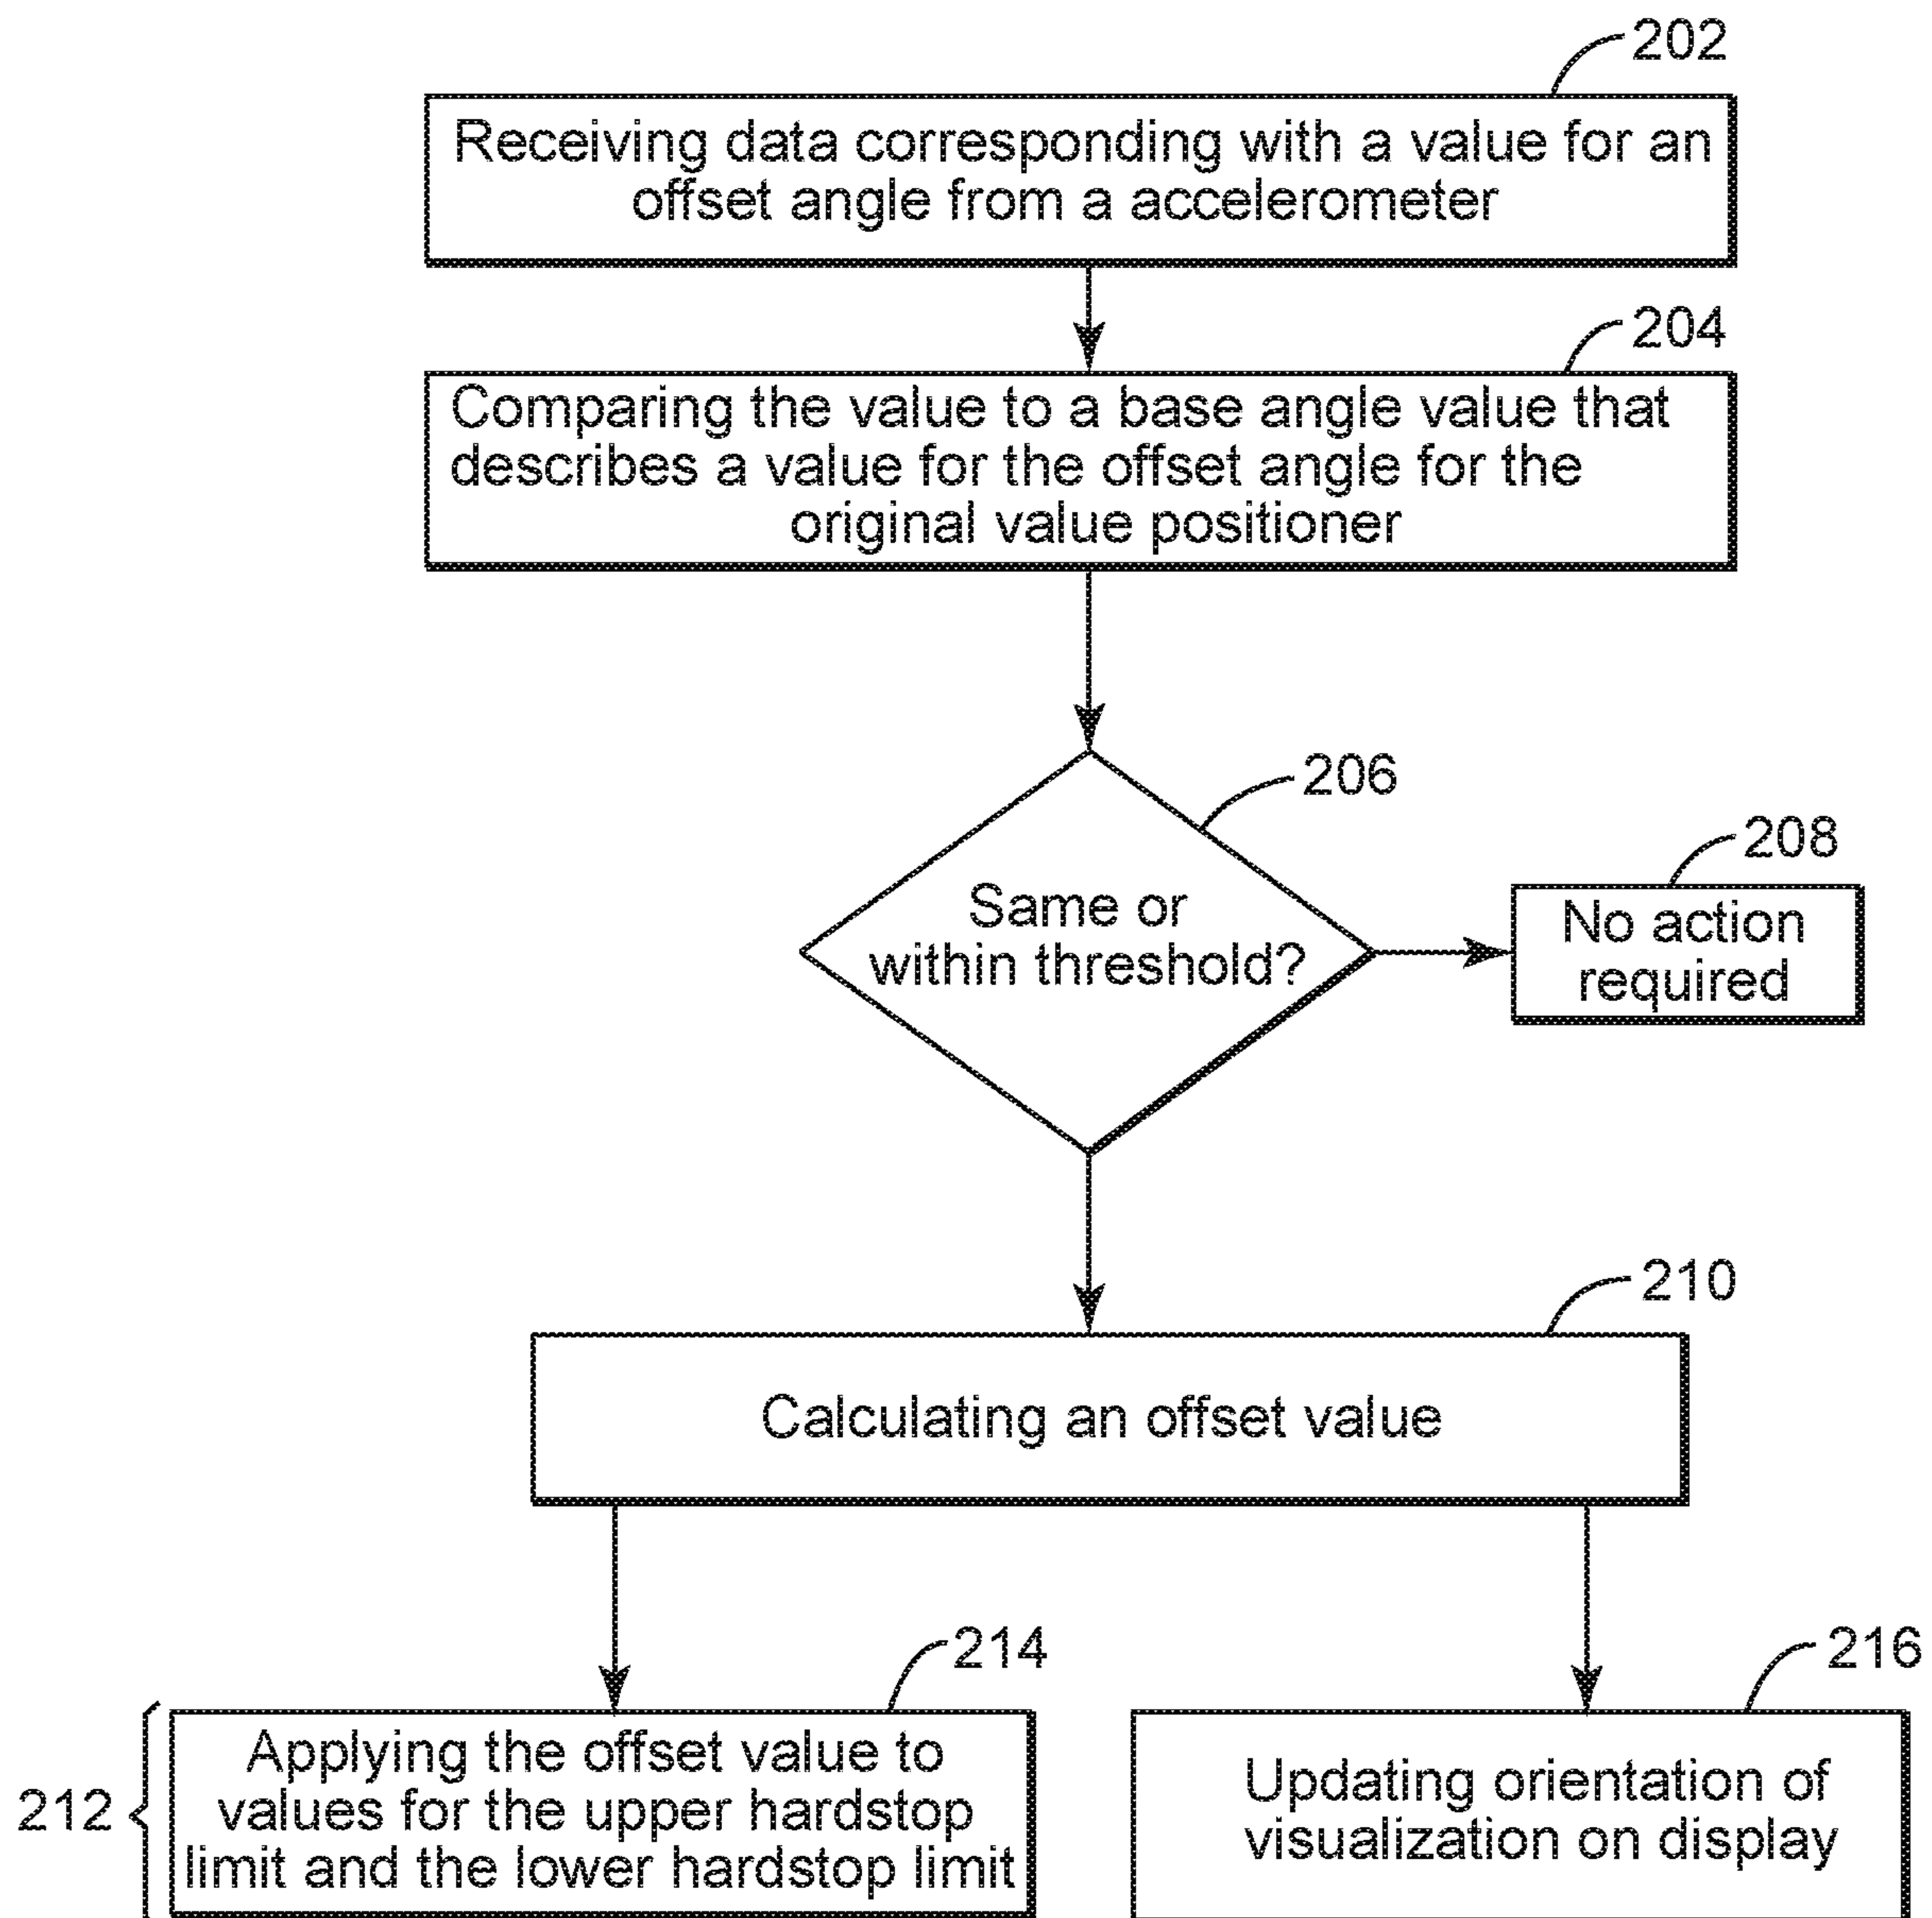 202
Receiving data corresponding with a value for an
offset angle from a accelerometer
204
Comparing the value to a base angle value that
describes a value for the offset angle for the
original value positioner
206
Same or
within threshold?
208
No action
required
210
Calculating an offset value
212
214
Applying the offset value to
values for the upper hardstop
limit and the lower hardstop limit
216
Updating orientation of
visualization on display